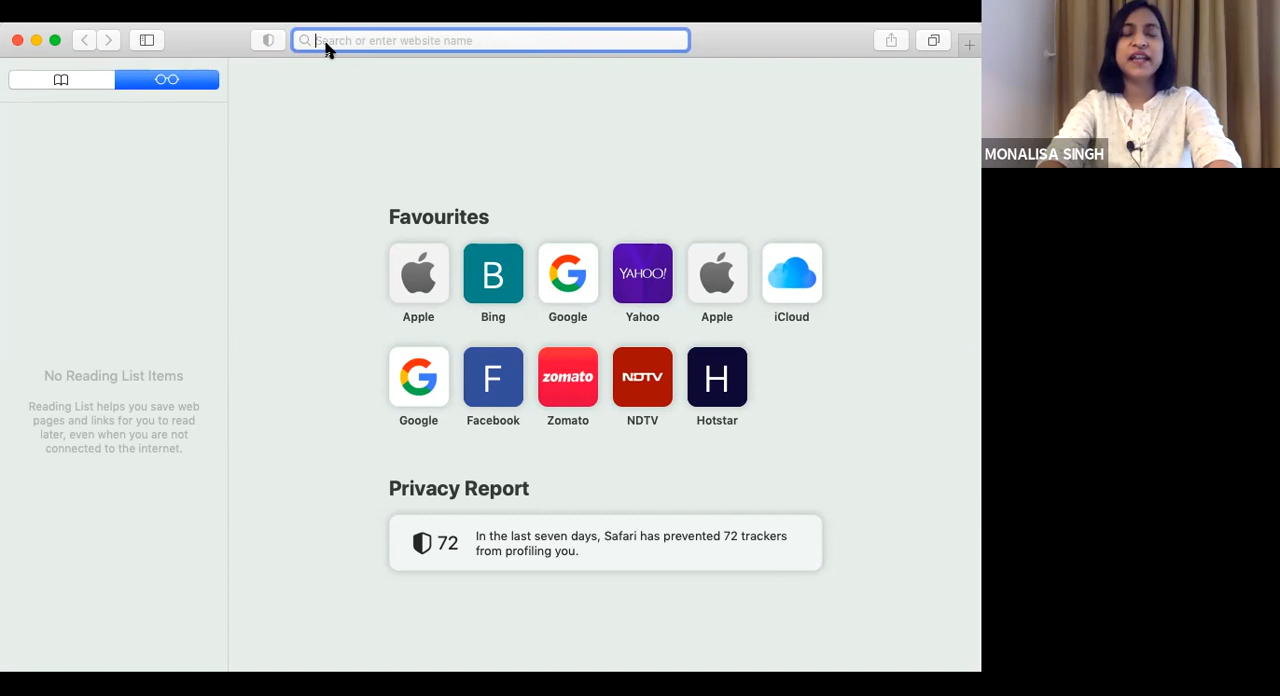 Search or enter website name
MONALISA SINGH
Favourites
B
YAHOO!
Apple
Bing
Google
Yahoo
Apple
iCloud
F
zomato
NDTV
H
Google
Facebook
Zomato
NDTV
Hotstar
No Reading List Items
Reading List helps you save web
pages and links for you to read
later, even when you are not
connected to the internet.
Privacy Report
72
In the last seven days, Safari has prevented 72 trackers
from profiling you.